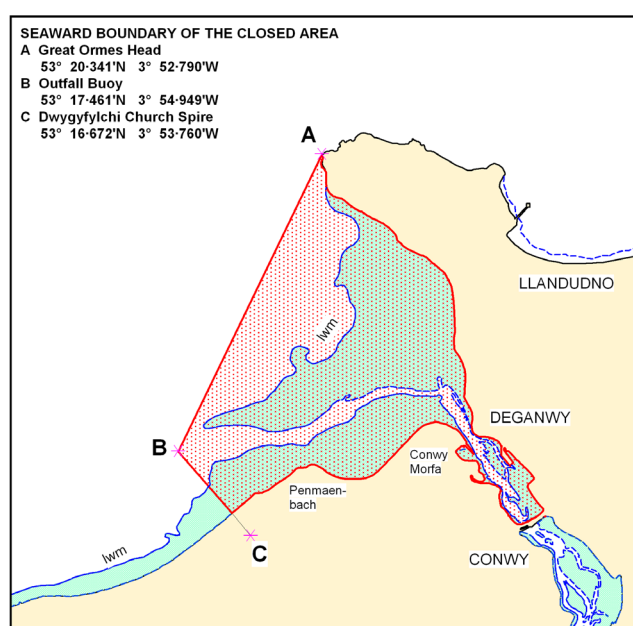 SEAWARD BOUNDARY OF THE CLOSED AREA
A Great Ormes Head
53° 20·341'N 3° 52·790'W
B Outfall Buoy
53° 17·461'N 3° 54·949'W
C Dwygyfylchi Church Spire
53° 16·672'N 3° 53·760'W
A
LLANDUDNO
lwm
DEGANWY
B
Conwy
Morfa
Penmaen-
bach
lwm
C
CONWY